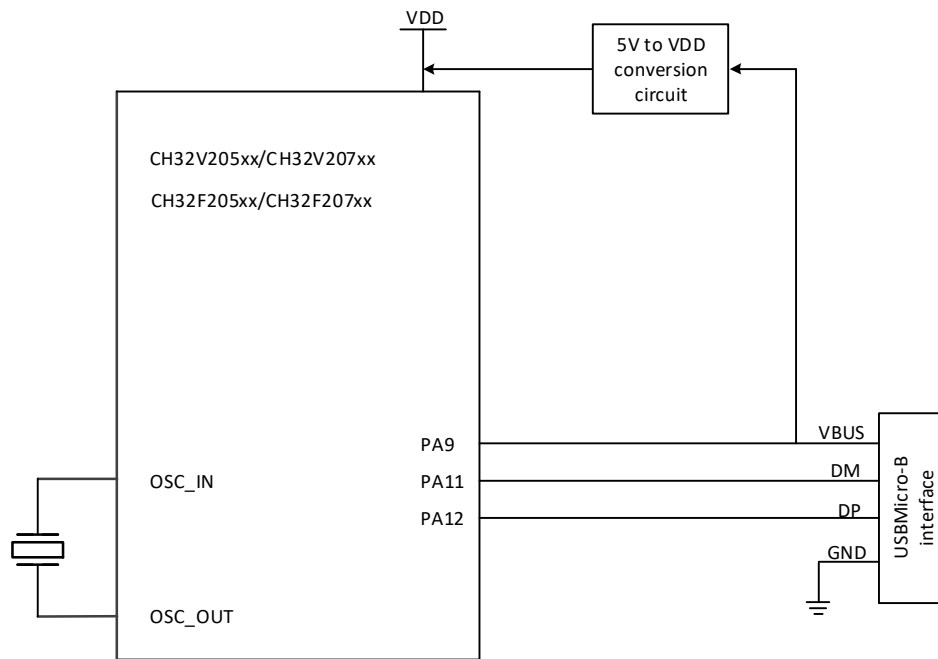 VDD
5V to VDD
conversion
circuit
CH32V205xx/CH32V207xx
CH32F205xx/CH32F207xx
PA9
VBUS
OSC_IN
PA11
DM
PA12
DP
GND
USBMicro-B
interface
OSC_OUT